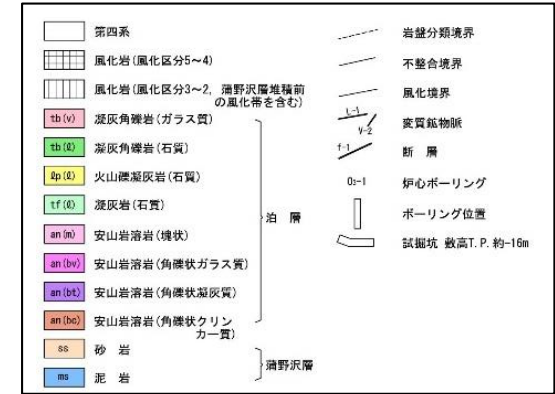 第四系
風化岩(風化区分5~4)
風化岩(風化区分3~2, 蒲野沢層堆積前
の風化帯を含む)
tb(v) 凝灰角礫岩(ガラス質)
tb(ℓ) 凝灰角礫岩(石質)
ℓp(ℓ) 火山礫凝灰岩(石質)
tf(ℓ) 凝灰岩(石質)
an(m) 安山岩溶岩(塊状)
an(bv) 安山岩溶岩(角礫状ガラス質)
an(bt) 安山岩溶岩(角礫状凝灰質)
an(bc) 安山岩溶岩(角礫状クリン
カー質)
泊層
ss 砂岩
ms 泥岩
蒲野沢層
岩盤分類境界
不整合境界
風化境界
L-1
V-2
変質鉱物脈
f-1 断層
O₃-1 炉心ボーリング
ボーリング位置
試掘坑 敷高T.P.約-16m